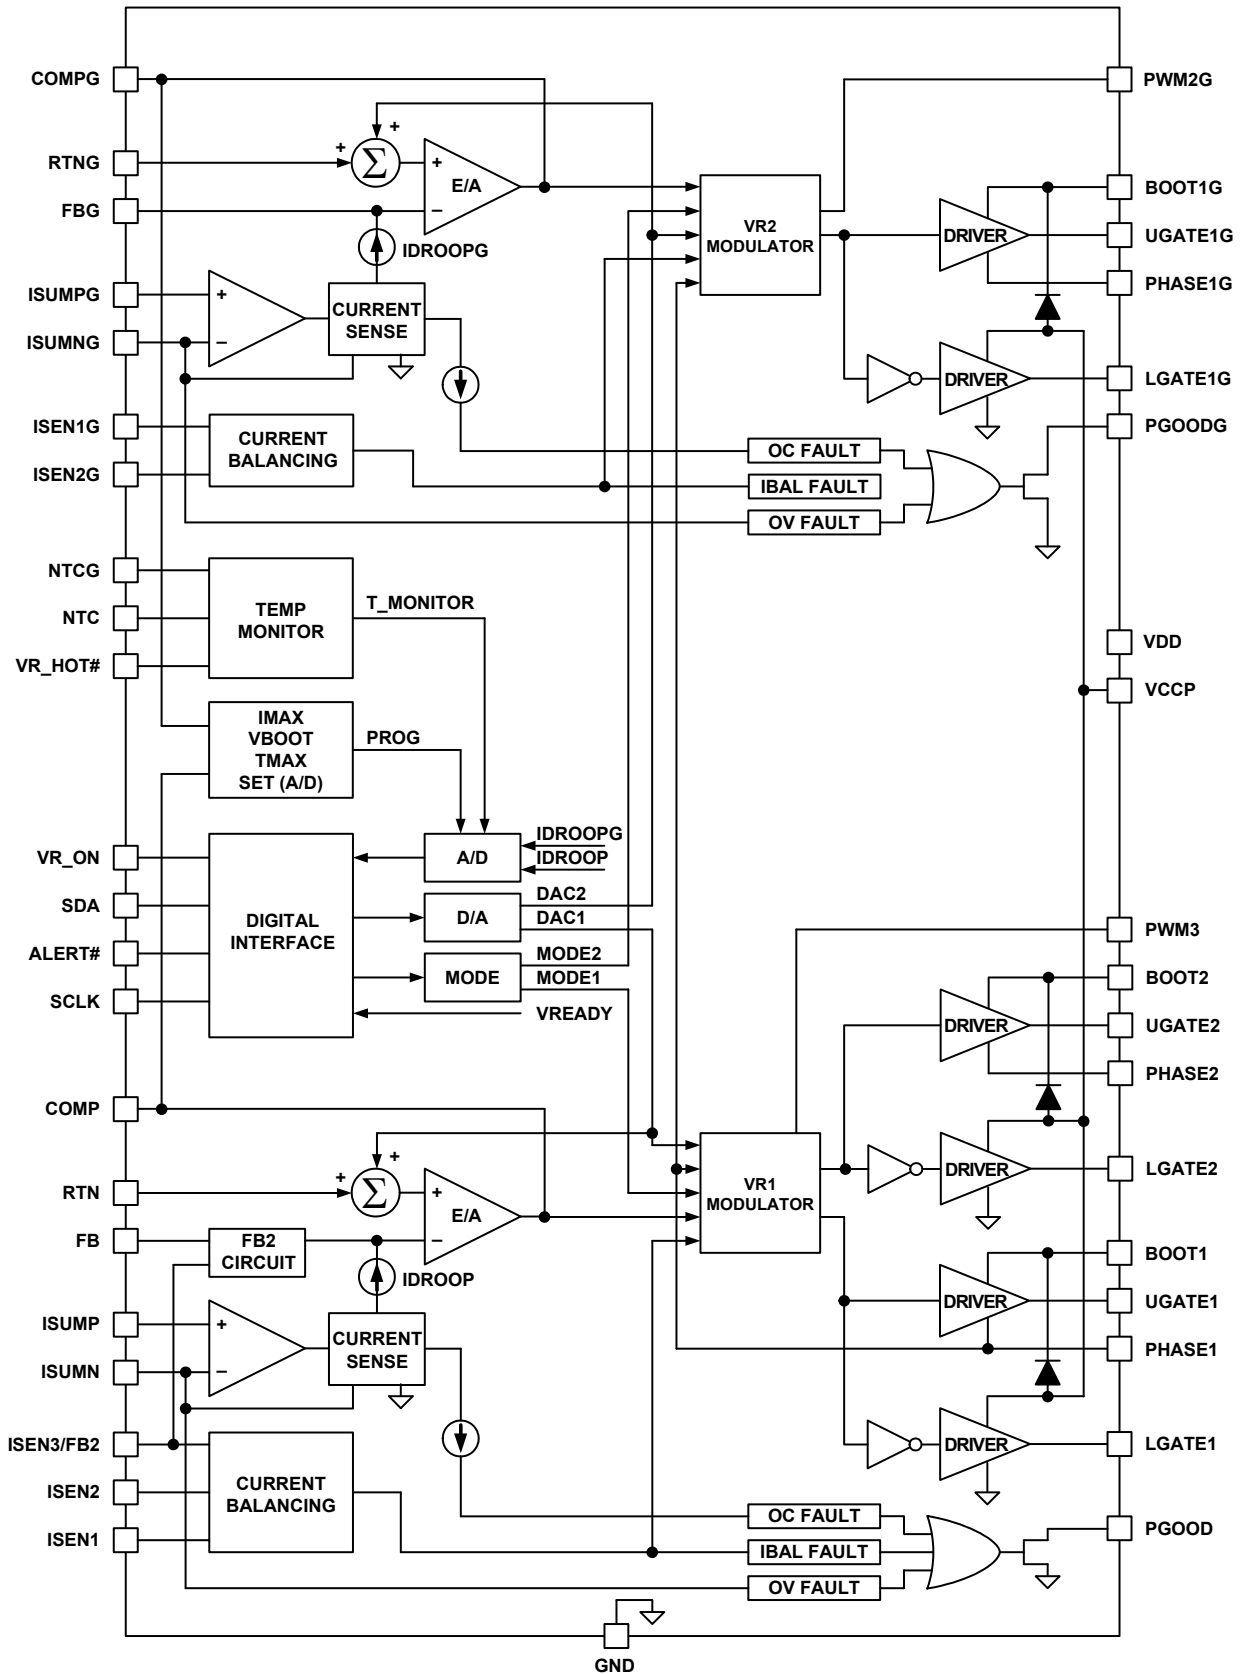 COMPG
PWM2G
+
+
RTNG
Σ
+
E/A
−
BOOT1G
FBG
VR2
MODULATOR
DRIVER
UGATE1G
IDROOPG
PHASE1G
ISUMPG
+
CURRENT
SENSE
ISUMNG
−
DRIVER
LGATE1G
ISEN1G
CURRENT
BALANCING
PGOODG
OC FAULT
ISEN2G
IBAL FAULT
OV FAULT
NTCG
TEMP
MONITOR
T_MONITOR
NTC
VDD
VR_HOT#
VCCP
IMAX
VBOOT
TMAX
SET (A/D)
PROG
IDROOPG
VR_ON
A/D
IDROOP
DAC2
SDA
D/A
DAC1
DIGITAL
INTERFACE
PWM3
ALERT#
MODE2
MODE
MODE1
BOOT2
SCLK
VREADY
DRIVER
UGATE2
PHASE2
COMP
+
+
RTN
Σ
+
E/A
−
VR1
MODULATOR
DRIVER
LGATE2
FB
FB2
CIRCUIT
BOOT1
IDROOP
DRIVER
UGATE1
ISUMP
+
CURRENT
SENSE
PHASE1
ISUMN
−
ISEN3/FB2
DRIVER
LGATE1
ISEN2
CURRENT
BALANCING
OC FAULT
PGOOD
ISEN1
IBAL FAULT
OV FAULT
GND